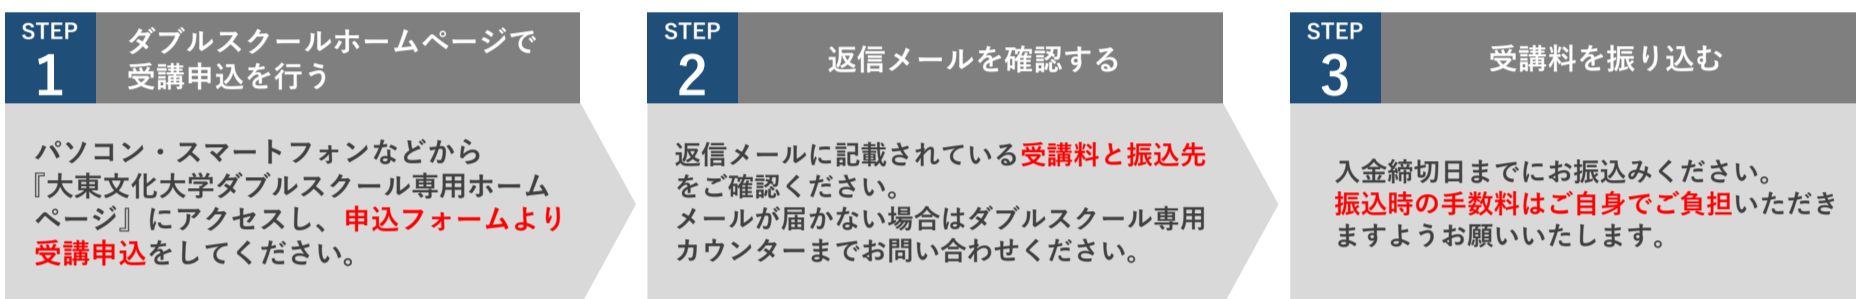 STEP
1
ダブルスクールホームページで
受講申込を行う
パソコン・スマートフォンなどから
『大東文化大学ダブルスクール専用ホーム
ページ』にアクセスし、申込フォームより
受講申込をしてください。
STEP
2
返信メールを確認する
返信メールに記載されている受講料と振込先
をご確認ください。
メールが届かない場合はダブルスクール専用
カウンターまでお問い合わせください。
STEP
3
受講料を振り込む
入金締切日までにお振込みください。
振込時の手数料はご自身でご負担いただき
ますようお願いいたします。